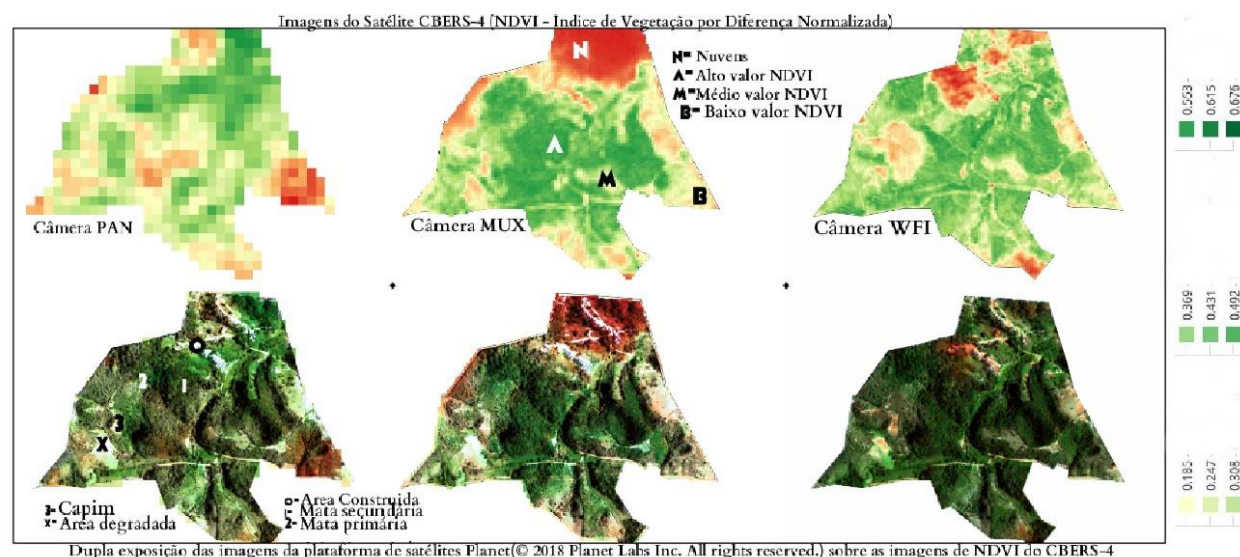 Imagens do Satélite CBERS-4 (NDVI - Índice de Vegetação por Diferença Normalizada)
N
N- Nuvens
A- Alto valor NDVI
M- Médio valor NDVI
B- Baixo valor NDVI
A
M
B
Câmera PAN
Câmera MUX
Câmera WFI
0.553 -
0.615 -
0.676 -
0.369 -
0.431 -
0.492 -
0.185 -
0.247 -
0.308 -
2
1
3
X
3- Capim
x- Area degradada
o- Area Construida
1- Mata secundária
2- Mata primária
Dupla exposição das imagens da plataforma de satélites Planet(© 2018 Planet Labs Inc. All rights reserved.) sobre as imagens de NDVI do CBERS-4